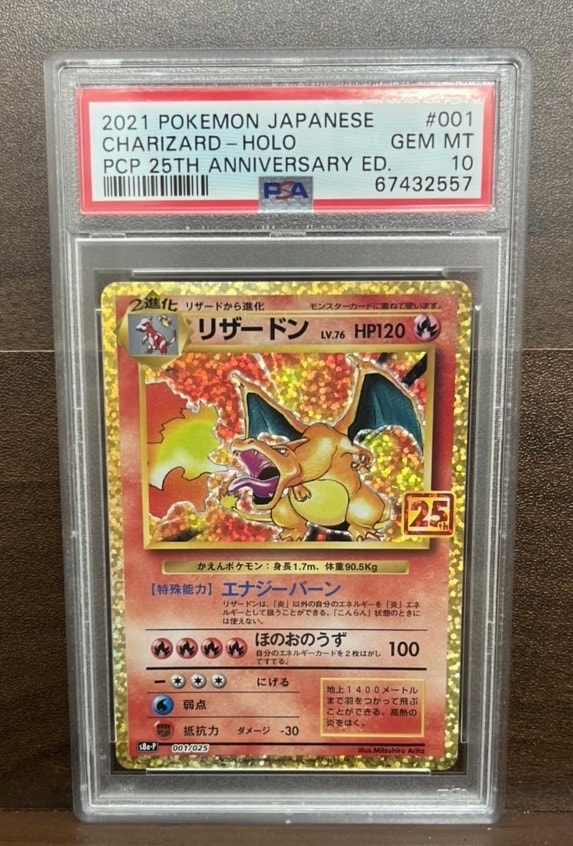 2021 POKEMON JAPANESE #001
CHARIZARD-HOLO GEM MT
PCP 25TH ANNIVERSARY ED. 10
PSA 67432557
2進化 リザードから進化 モンスターカードに重ねて使います。
リザードン LV.76 HP120
25th
かえんポケモン:身長1.7m、体重90.5Kg
[特殊能力] エナジーバーン
リザードンは、「炎」以外の自分のエネルギーを「炎」エネ
ルギーとして扱うことができる。「こんらん」状態のときに
は使えない。
ほのおのうず 100
自分のエネルギーカードを2枚はがし
てすてる。
にげる
弱点
抵抗力 ダメージ -30
地上1400メートル
まで羽をつかって飛ぶ
ことができる。高熱の
炎をはく。
s8a-P 001/025 Illus.Mitsuhiro Arita